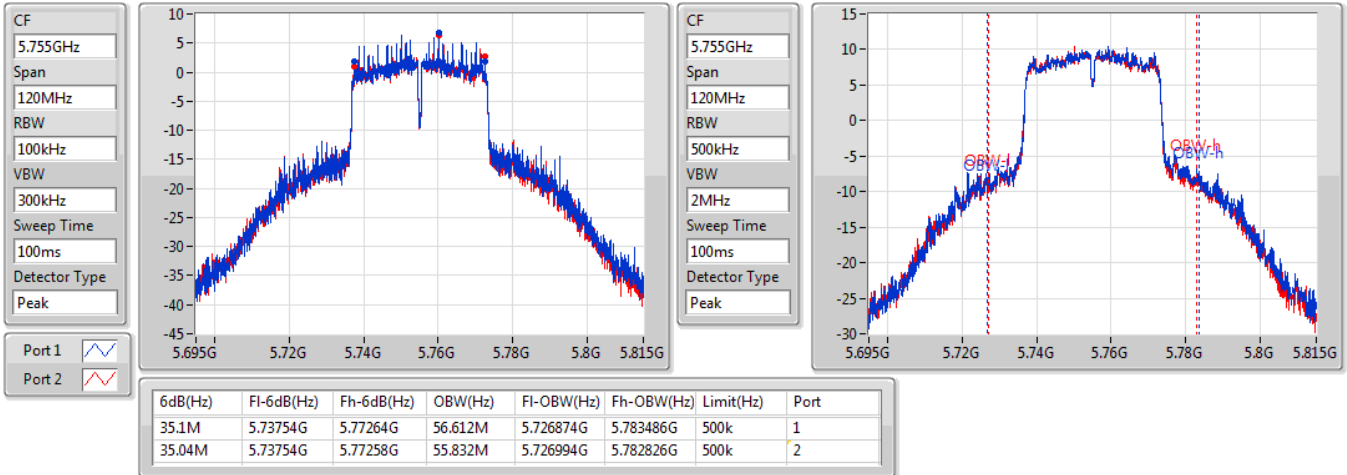 CF
5.755GHz
Span
120MHz
RBW
100kHz
VBW
300kHz
Sweep Time
100ms
Detector Type
Peak
Port 1
Port 2
10
5
0
-5
-10
-15
-20
-25
-30
-35
-40
-45
5.695G 5.72G 5.74G 5.76G 5.78G 5.8G 5.815G
CF
5.755GHz
Span
120MHz
RBW
500kHz
VBW
2MHz
Sweep Time
100ms
Detector Type
Peak
15
10
5
0
-5
-10
-15
-20
-25
-30
OBW-l OBW-h
OBW-l OBW-h
5.695G 5.72G 5.74G 5.76G 5.78G 5.8G 5.815G
6dB(Hz) Fl-6dB(Hz) Fh-6dB(Hz) OBW(Hz) Fl-OBW(Hz) Fh-OBW(Hz) Limit(Hz) Port
35.1M 5.73754G 5.77264G 56.612M 5.726874G 5.783486G 500k 1
35.04M 5.73754G 5.77258G 55.832M 5.726994G 5.782826G 500k 2